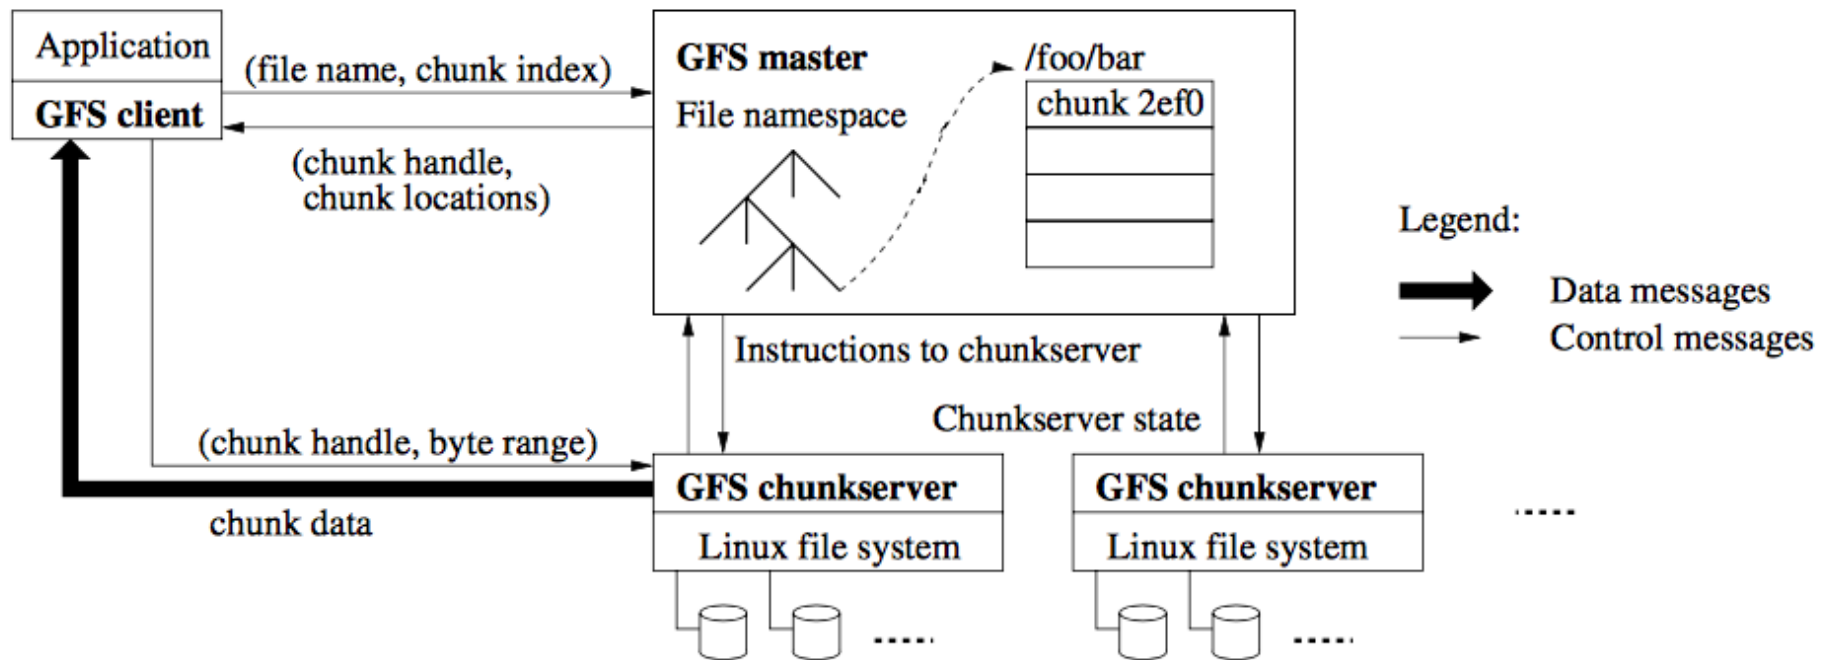 Application
GFS client
(file name, chunk index)
(chunk handle,
chunk locations)
GFS master
File namespace
/foo/bar
chunk 2ef0
Legend:
Data messages
Control messages
Instructions to chunkserver
Chunkserver state
(chunk handle, byte range)
chunk data
GFS chunkserver
Linux file system
GFS chunkserver
Linux file system